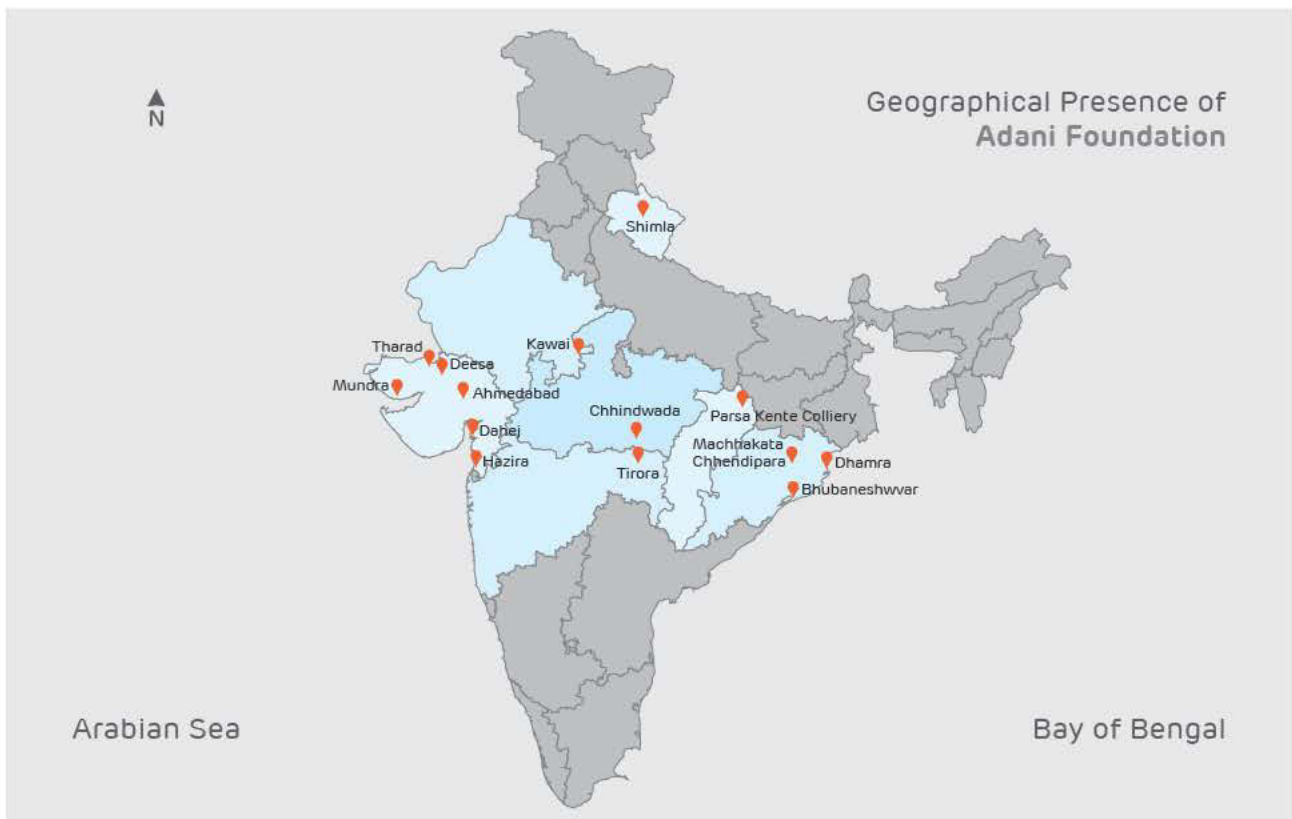 N
Geographical Presence of
Adani Foundation
Shimla
Kawai
Tharad
Deesa
Mundra
Ahmedabad
Chhindwada
Parsa Kente Colliery
Dahej
Machhakata
Chhendipara
Hazira
Tirora
Dhamra
Bhubaneshwvar
Arabian Sea
Bay of Bengal